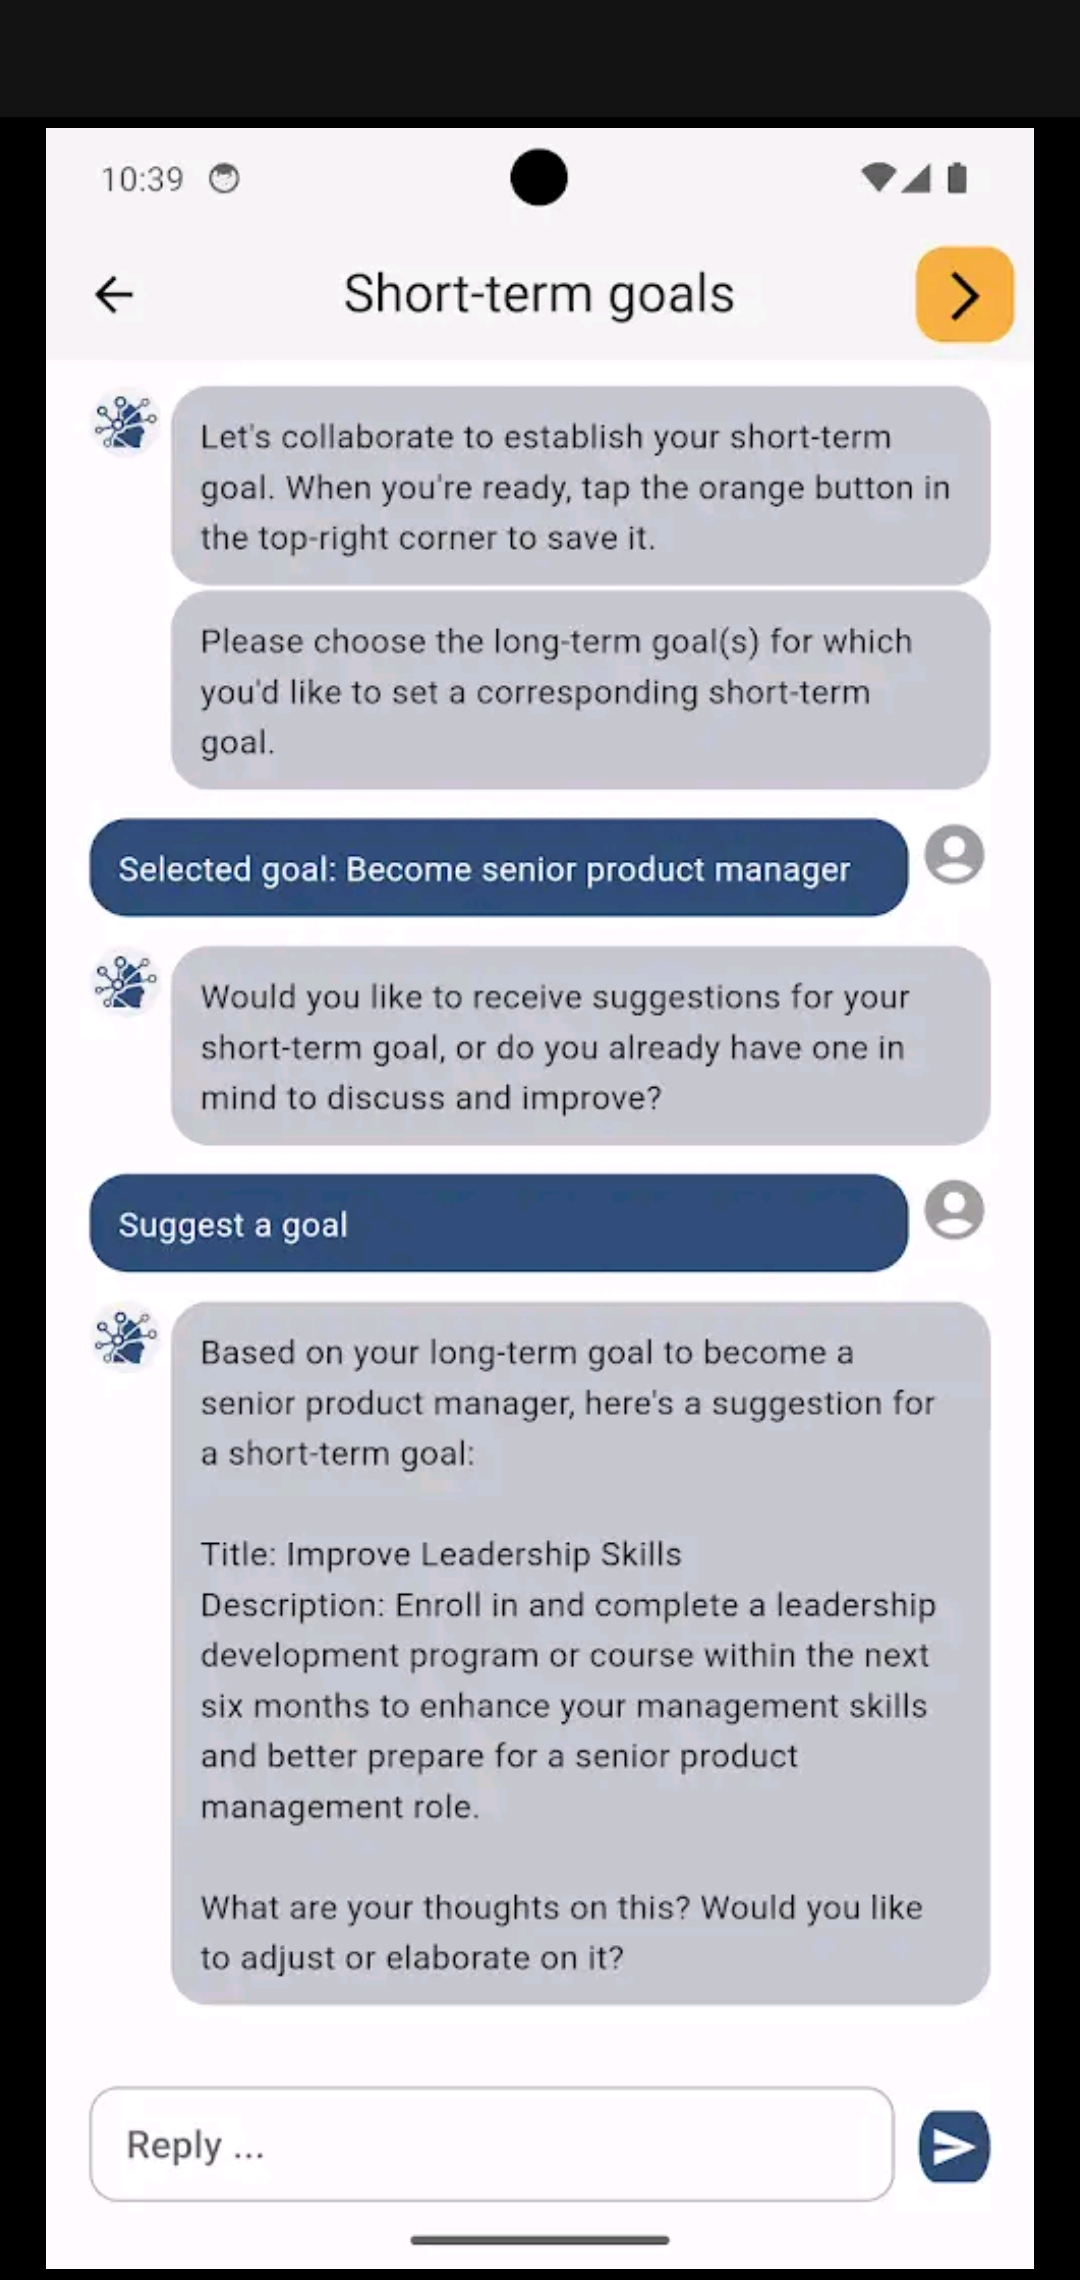 10:39
Short-term goals
Let's collaborate to establish your short-term
goal. When you're ready, tap the orange button in
the top-right corner to save it.
Please choose the long-term goal(s) for which
you'd like to set a corresponding short-term
goal.
Selected goal: Become senior product manager
Would you like to receive suggestions for your
short-term goal, or do you already have one in
mind to discuss and improve?
Suggest a goal
Based on your long-term goal to become a
senior product manager, here's a suggestion for
a short-term goal:
Title: Improve Leadership Skills
Description: Enroll in and complete a leadership
development program or course within the next
six months to enhance your management skills
and better prepare for a senior product
management role.
What are your thoughts on this? Would you like
to adjust or elaborate on it?
Reply ...